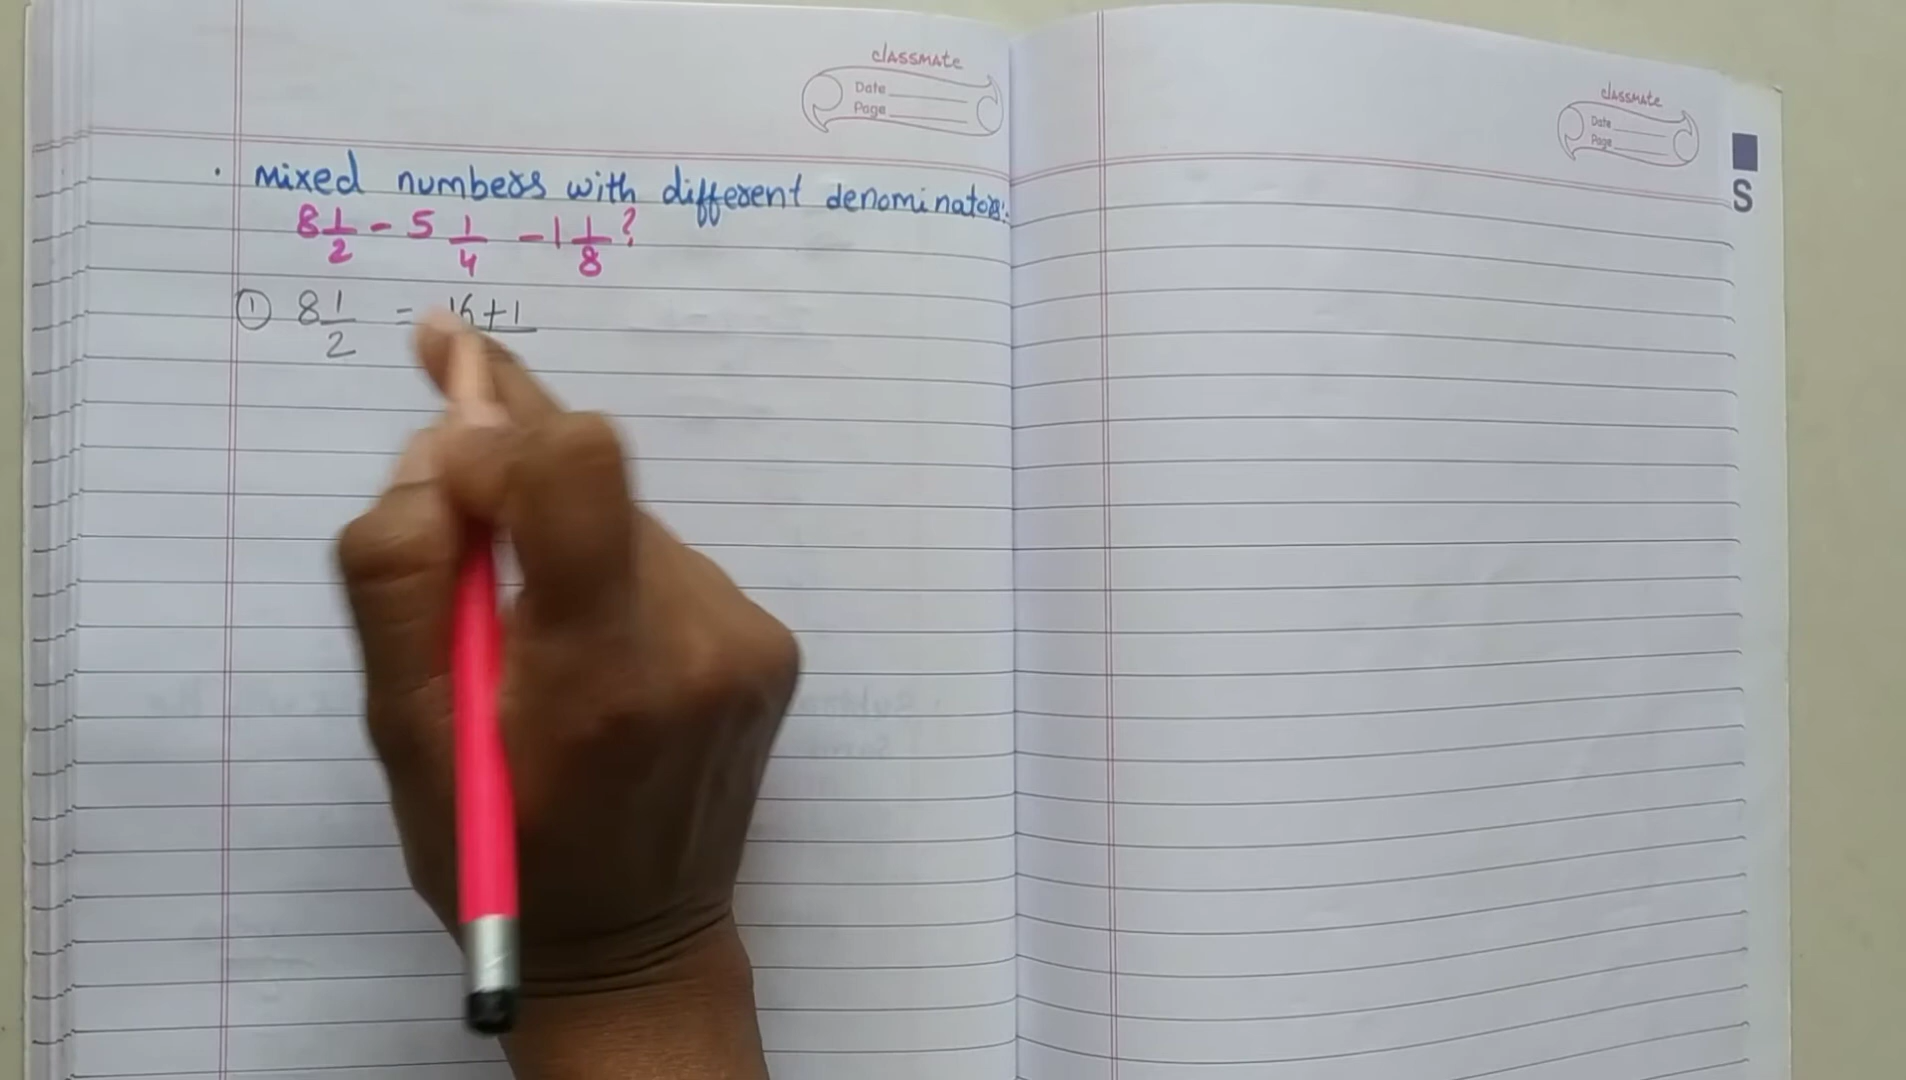 classmate
Date
Page
classmate
Date
Page
S
. mixed numbers with different denominators:
8 1/2 - 5 1/4 - 1 1/8 ?
① 8 1/2 = 16+1